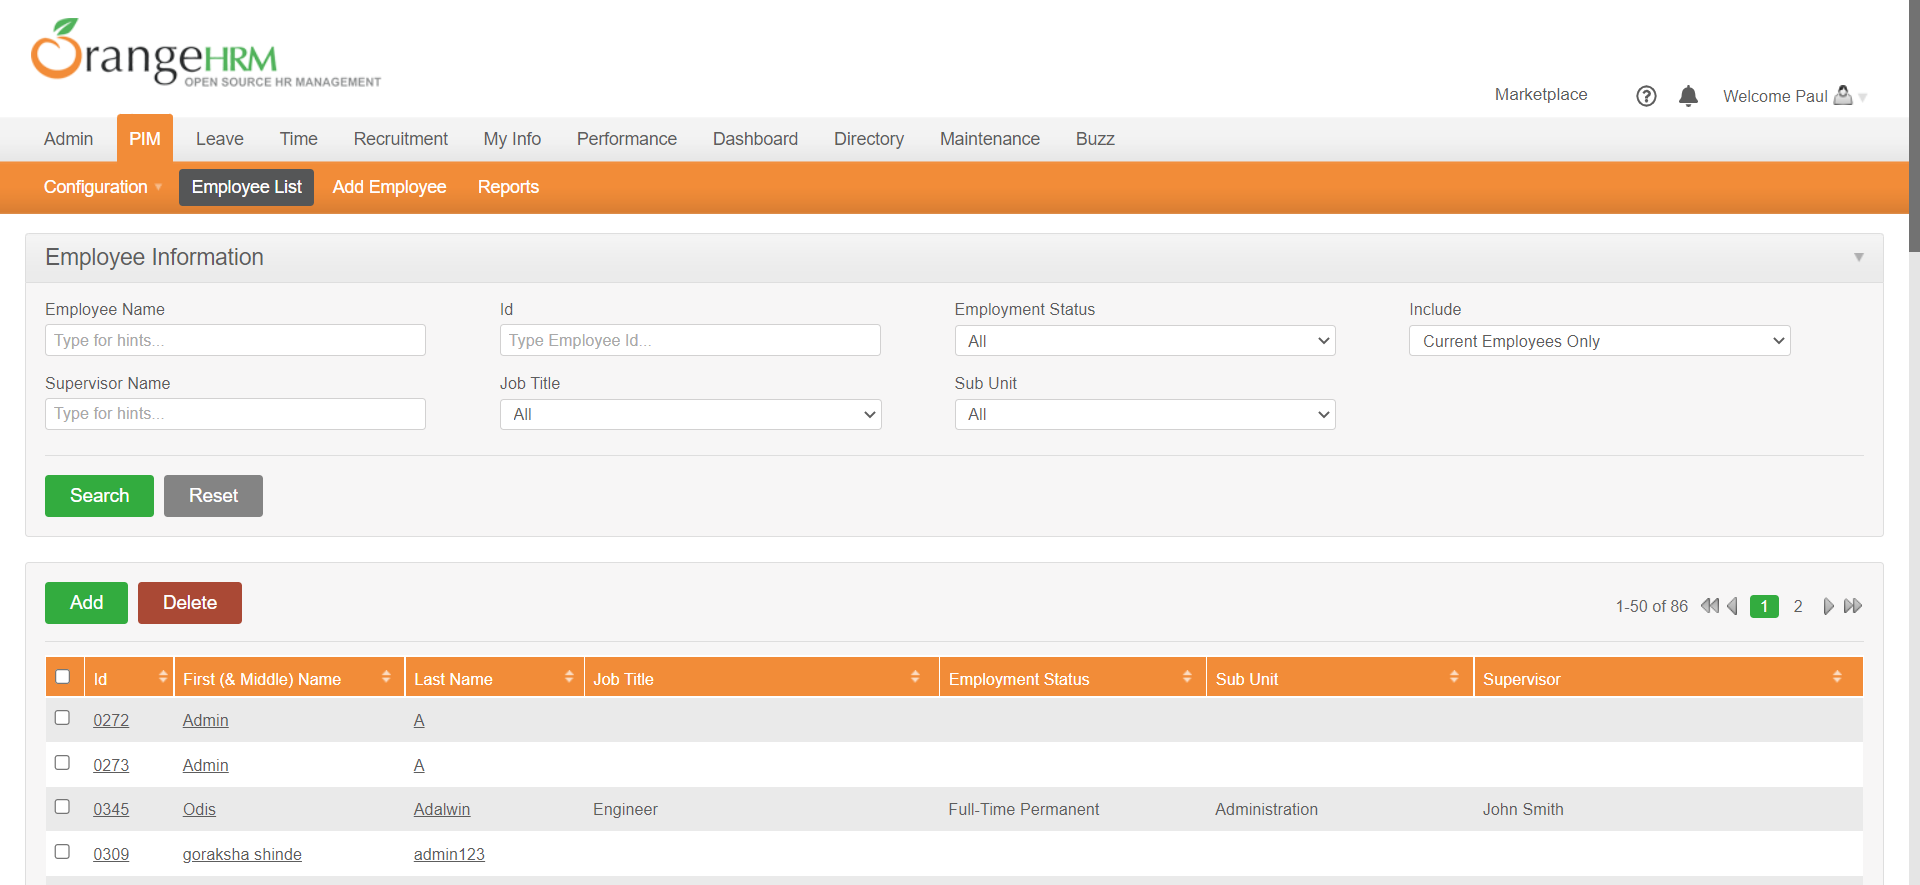 OrangeHRM
OPEN SOURCE HR MANAGEMENT
Marketplace Welcome Paul
Admin PIM Leave Time Recruitment My Info Performance Dashboard Directory Maintenance Buzz
Configuration Employee List Add Employee Reports
Employee Information
Employee Name Id Employment Status Include
Type for hints... Type Employee Id... All Current Employees Only
Supervisor Name Job Title Sub Unit
Type for hints... All All
Search Reset
Add Delete 1-50 of 86 1 2
Id First (& Middle) Name Last Name Job Title Employment Status Sub Unit Supervisor
0272 Admin A
0273 Admin A
0345 Odis Adalwin Engineer Full-Time Permanent Administration John Smith
0309 goraksha shinde admin123